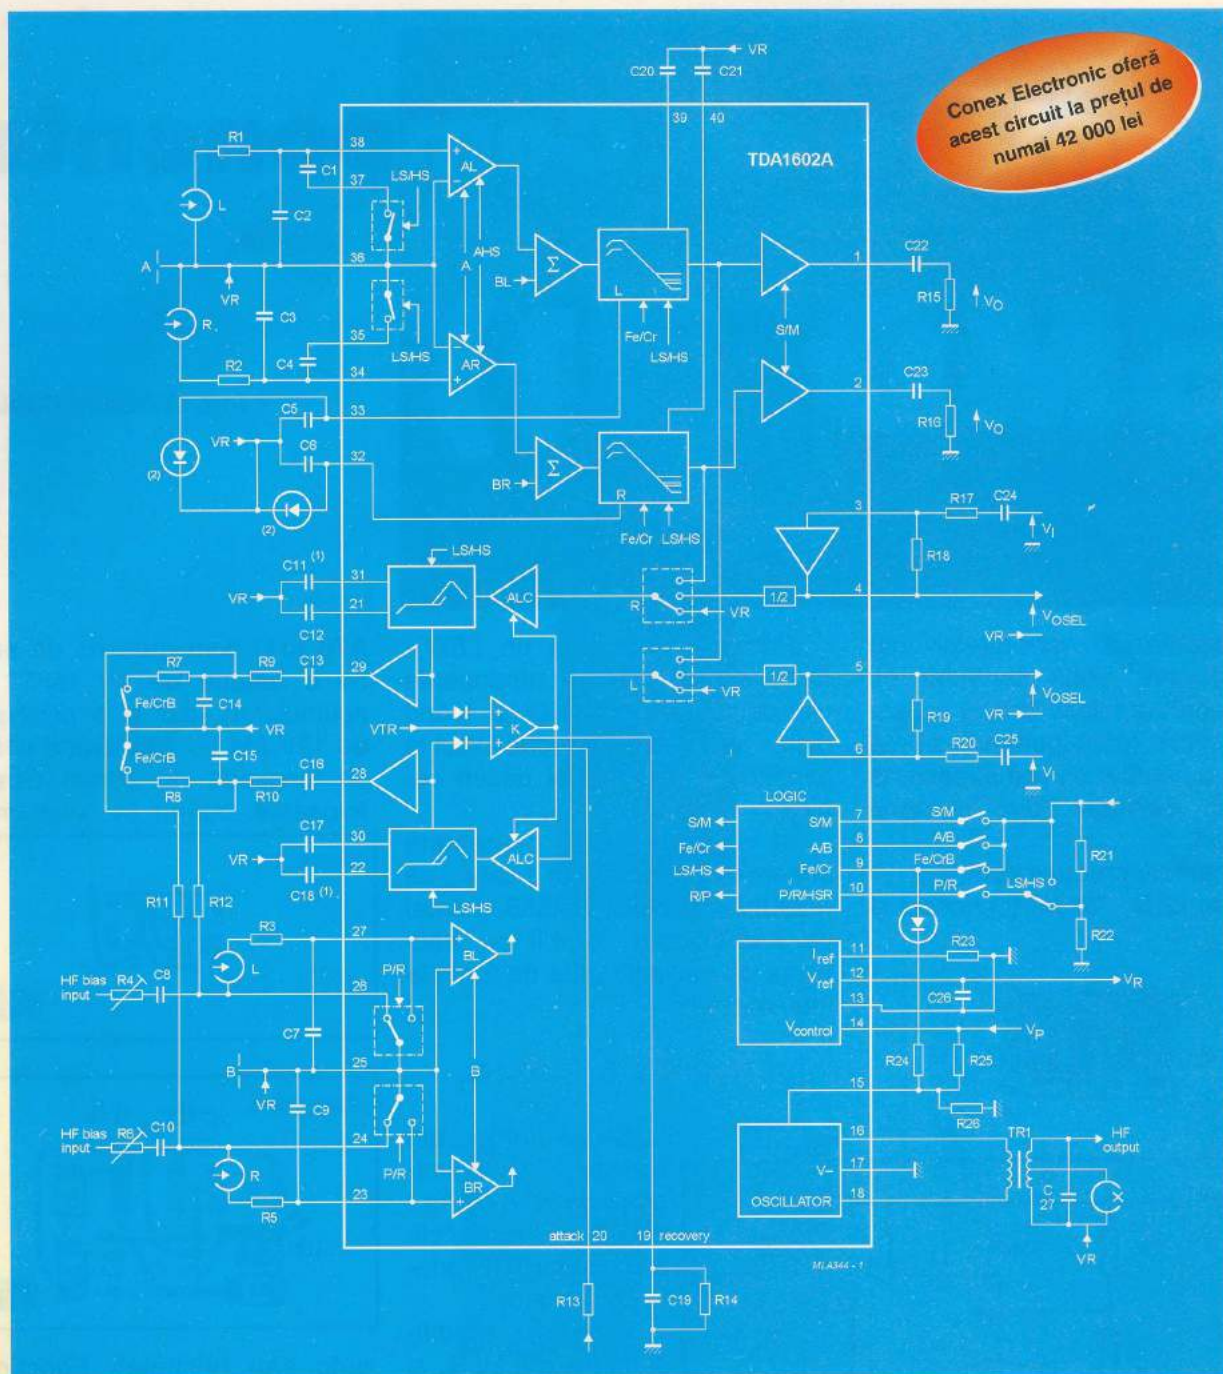 Conex Electronic oferă
acest circuit la prețul de
numai 42 000 lei
C20
C21
VR
39
40
TDA1602A
R1
38
C1
37
LS/HS
AL
L
C2
A
36
VR
A
AHS
BL
Σ
L
Fe/Cr
LS/HS
S/M
1
C22
R15
VO
R
C3
35
LS/HS
C4
R2
34
AR
2
C23
R16
VO
C5
33
VR
C6
32
(2)
(2)
BR
Σ
R
Fe/Cr
LS/HS
3
R17
C24
VI
R18
LS/HS
C11 (1)
31
VR
21
C12
ALC
R
VR
1/2
4
VOSEL
VR
R7
R9
C13
29
Fe/CrB
C14
VR
VTR
K
L
VR
1/2
5
VOSEL
VR
R19
Fe/CrB
C15
R8
R10
C16
28
6
R20
C25
VI
C17
30
VR
22
C18 (1)
ALC
LS/HS
LOGIC
S/M
S/M
7
S/M
Fe/Cr
A/B
8
A/B
LS/HS
Fe/Cr
9
Fe/CrB
R/P
P/R/HSR
10
P/R
LS/HS
R21
R22
R11
R12
R3
27
BL
L
HF bias
input
R4
C8
26
P/R
C7
B
25
VR
C9
B
Iref
11
R23
Vref
12
VR
13
C26
Vcontrol
14
VP
R24
R25
15
R26
HF bias
input
R6
C10
24
P/R
R
R5
23
BR
16
TR1
HF
output
V–
17
OSCILLATOR
18
C
27
VR
attack
20
19
recovery
MLA344 - 1
R13
C19
R14